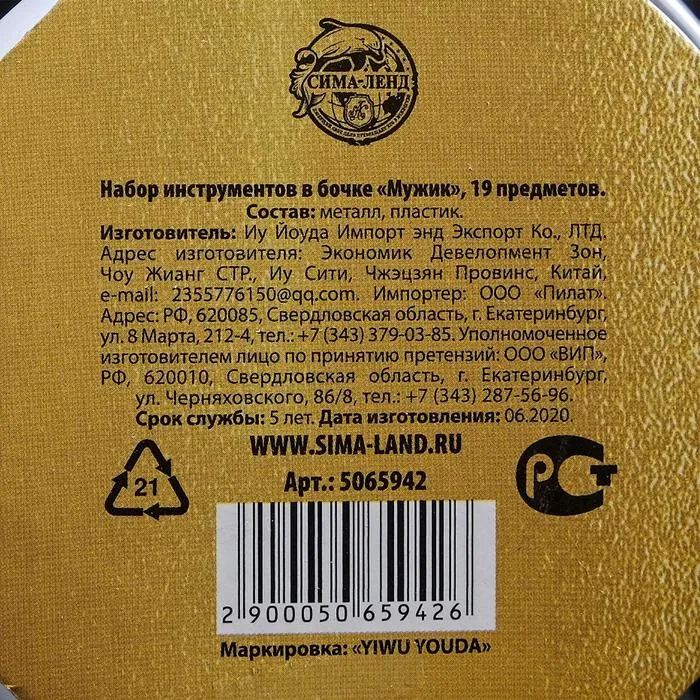 СИМА-ЛЕНД
Набор инструментов в бочке «Мужик», 19 предметов.
Состав: металл, пластик.
Изготовитель: Иу Йоуда Импорт энд Экспорт Ко., ЛТД.
Адрес изготовителя: Экономик Девелопмент Зон,
Чоу Жианг СТР., Иу Сити, Чжэцзян Провинс, Китай,
e-mail: 2355776150@qq.com. Импортер: ООО «Пилат».
Адрес: РФ, 620085, Свердловская область, г. Екатеринбург,
ул. 8 Марта, 212-4, тел.: +7 (343) 379-03-85. Уполномоченное
изготовителем лицо по принятию претензий: ООО «ВИП»,
РФ, 620010, Свердловская область, г. Екатеринбург,
ул. Черняховского, 86/8, тел.: +7 (343) 287-56-96.
Срок службы: 5 лет. Дата изготовления: 06.2020.
WWW.SIMA-LAND.RU
Арт.: 5065942
21
РСТ
2 900050 659426
Маркировка: «YIWU YOUDA»